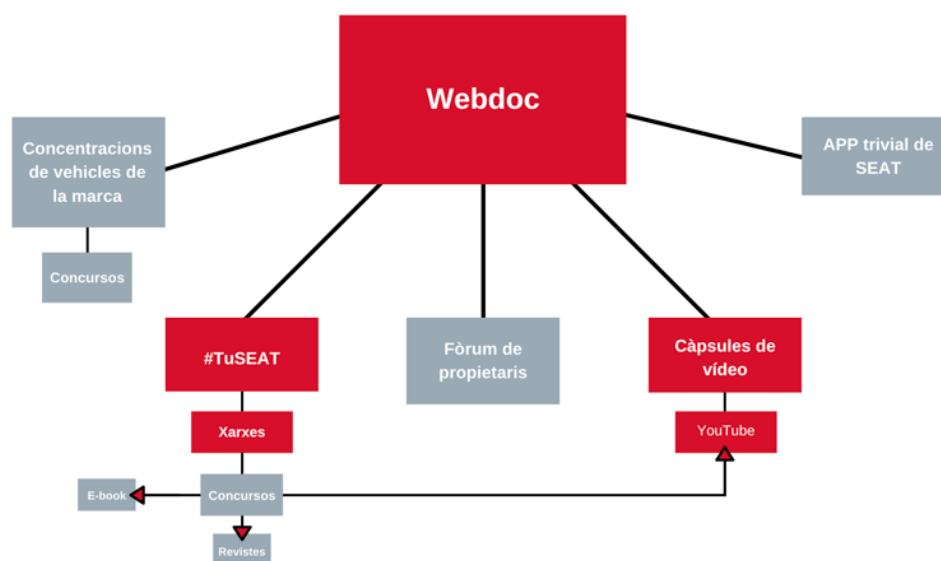 Webdoc
Concentracions
de vehicles de
la marca
APP trivial de
SEAT
Concursos
#TuSEAT
Fòrum de
propietaris
Càpsules de
vídeo
Xarxes
YouTube
E-book
Concursos
Revistes